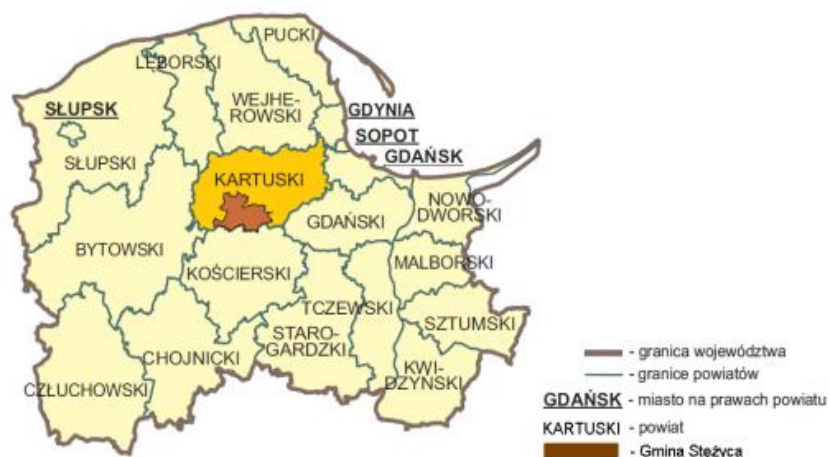 PUCKI
LĘBORSKI
WEJHE-
ROWSKI
SŁUPSK
GDYNIA
SOPOT
GDAŃSK
SŁUPSKI
KARTUSKI
NOWO-
DWORSKI
GDAŃSKI
BYTOWSKI
MALBORSKI
KOŚCIERSKI
TCZEWSKI
SZTUMSKI
STARO-
GARDZKI
CHOJNICKI
KWI-
DZYŃSKI
CZŁUCHOWSKI
- granica województwa
- granice powiatów
GDAŃSK - miasto na prawach powiatu
KARTUSKI - powiat
- Gmina Stężyca